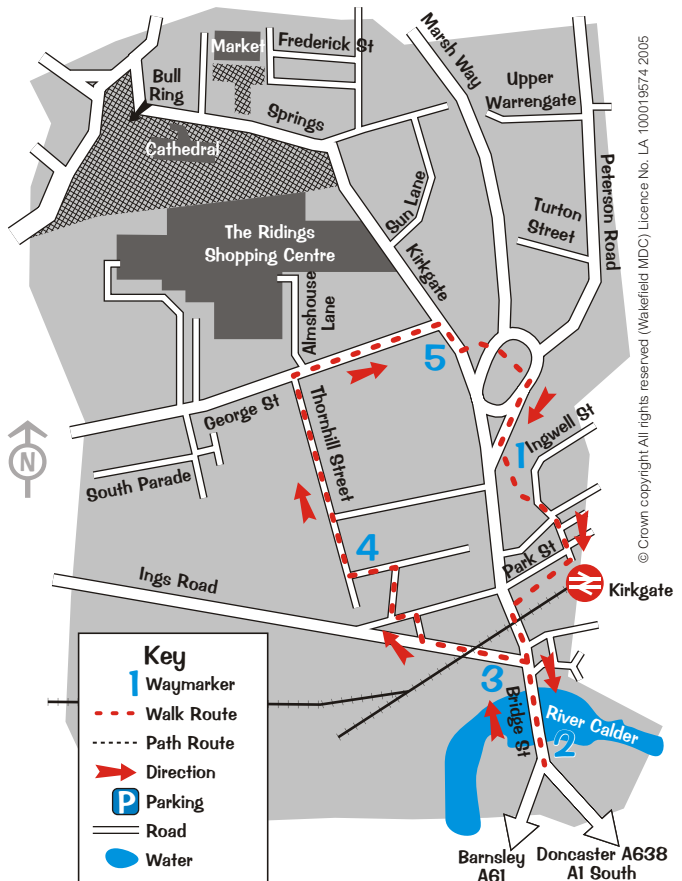 Market
Frederick St
Marsh Way
Bull
Ring
Upper
Warrengate
Springs
Cathedral
Sun Lane
Peterson Road
Turton
Street
The Ridings
Shopping Centre
Kirkgate
Almshouse
Lane
5
George St
Thornhill Street
1
Ingwell St
South Parade
N
4
Park St
Ings Road
Kirkgate
3
Bridge St
River Calder
2
Key
1 Waymarker
Walk Route
Path Route
Direction
P Parking
Road
Water
Barnsley
A61
Doncaster A638
A1 South
© Crown copyright All rights reserved (Wakefield MDC) Licence No. LA 100019574 2005